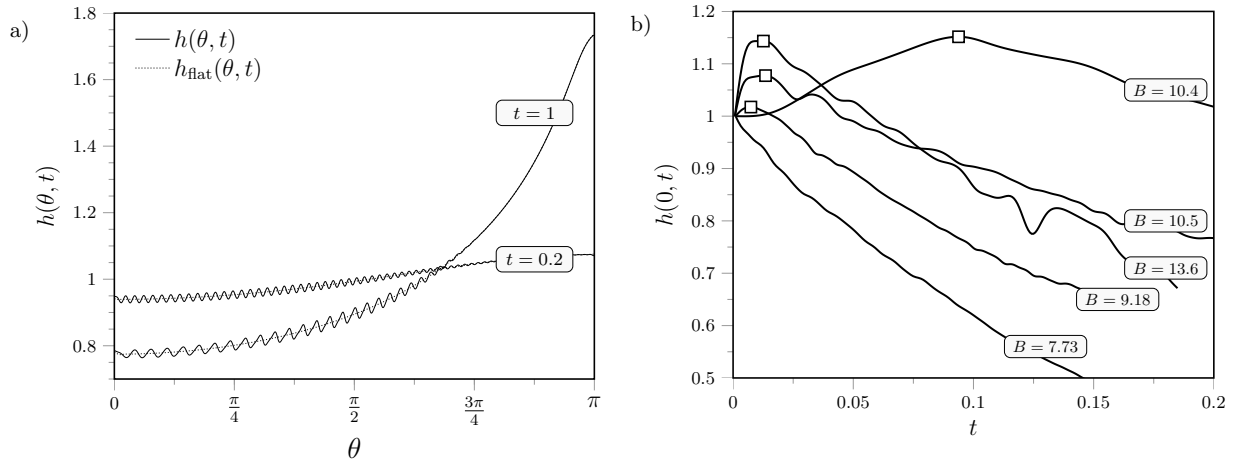 a)
1.8
1.6
1.4
1.2
1
0.8
h(θ, t)
h(θ, t)
h_flat(θ, t)
t = 1
t = 0.2
0
π/4
π/2
3π/4
π
θ
b)
1.2
1.1
1
0.9
0.8
0.7
0.6
0.5
h(0, t)
B = 10.4
B = 10.5
B = 13.6
B = 9.18
B = 7.73
0
0.05
0.1
0.15
0.2
t